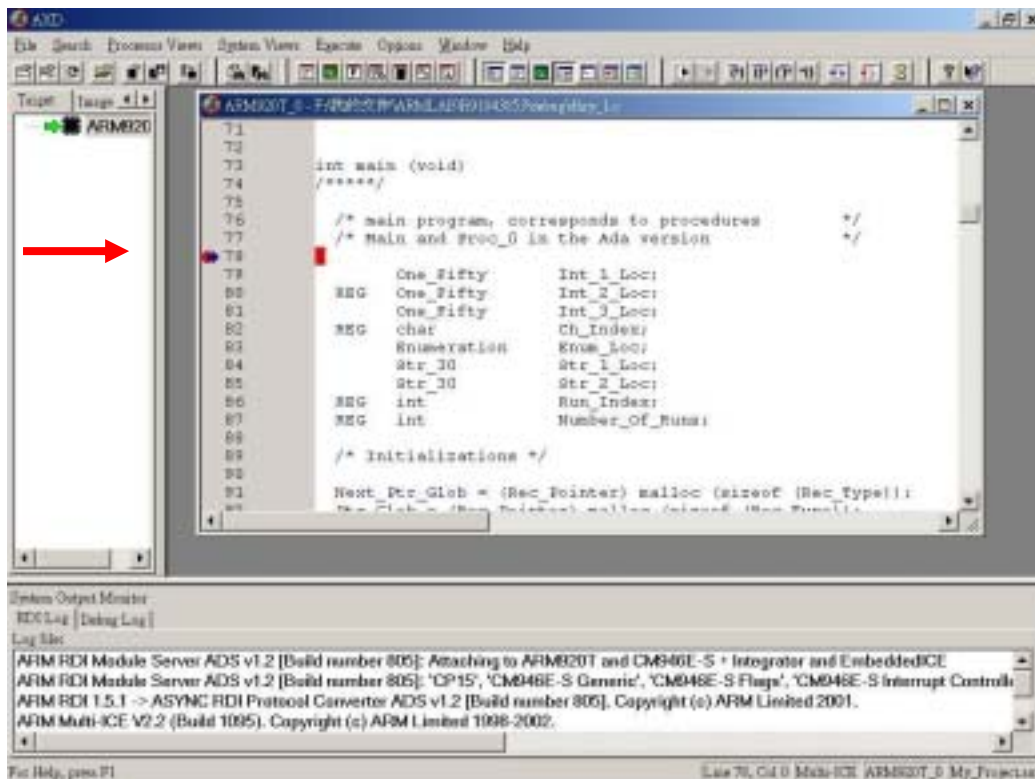 AXD
File Search Processor Views System Views Execute Options Window Help
Target Image
ARM920
ARM920T_0 -
71
72
73 int main (void)
74 /*****/
75
76 /* main program, corresponds to procedures */
77 /* Main and Proc_0 in the Ada version */
78 {
79 One_Fifty Int_1_Loc;
80 REG One_Fifty Int_2_Loc;
81 One_Fifty Int_3_Loc;
82 REG char Ch_Index;
83 Enumeration Enum_Loc;
84 Str_30 Str_1_Loc;
85 Str_30 Str_2_Loc;
86 REG int Run_Index;
87 REG int Number_Of_Runs;
88
89 /* Initializations */
90
91 Next_Ptr_Glob = (Rec_Pointer) malloc (sizeof (Rec_Type));
System Output Monitor
RDI Log Debug Log
Log file:
ARM RDI Module Server ADS v1.2 [Build number 805]: Attaching to ARM920T and CM946E-S + Integrator and EmbeddedICE
ARM RDI Module Server ADS v1.2 [Build number 805]: 'CP15', 'CM946E-S Generic', 'CM946E-S Flags', 'CM946E-S Interrupt Controlle
ARM RDI 1.5.1 -> ASYNC RDI Protocol Converter ADS v1.2 [Build number 805]. Copyright (c) ARM Limited 2001.
ARM Multi-ICE V2.2 (Build 1095). Copyright (c) ARM Limited 1998-2002.
For Help, press F1
Line 78, Col 0 Multi-ICE ARM920T_0